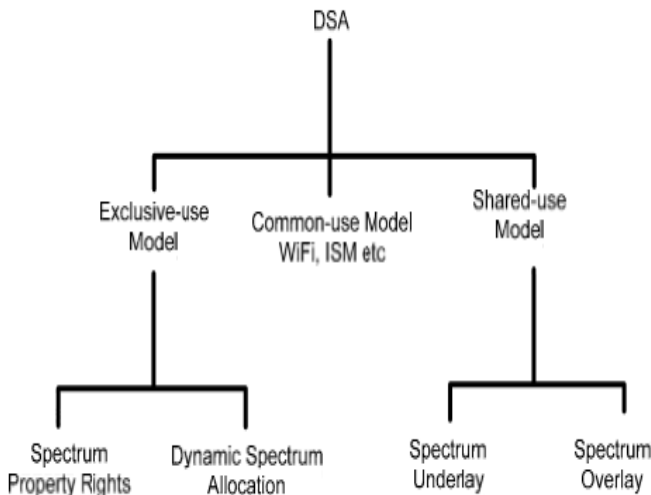 DSA
Exclusive-use
Model
Common-use Model
WiFi, ISM etc
Shared-use
Model
Spectrum
Property Rights
Dynamic Spectrum
Allocation
Spectrum
Underlay
Spectrum
Overlay